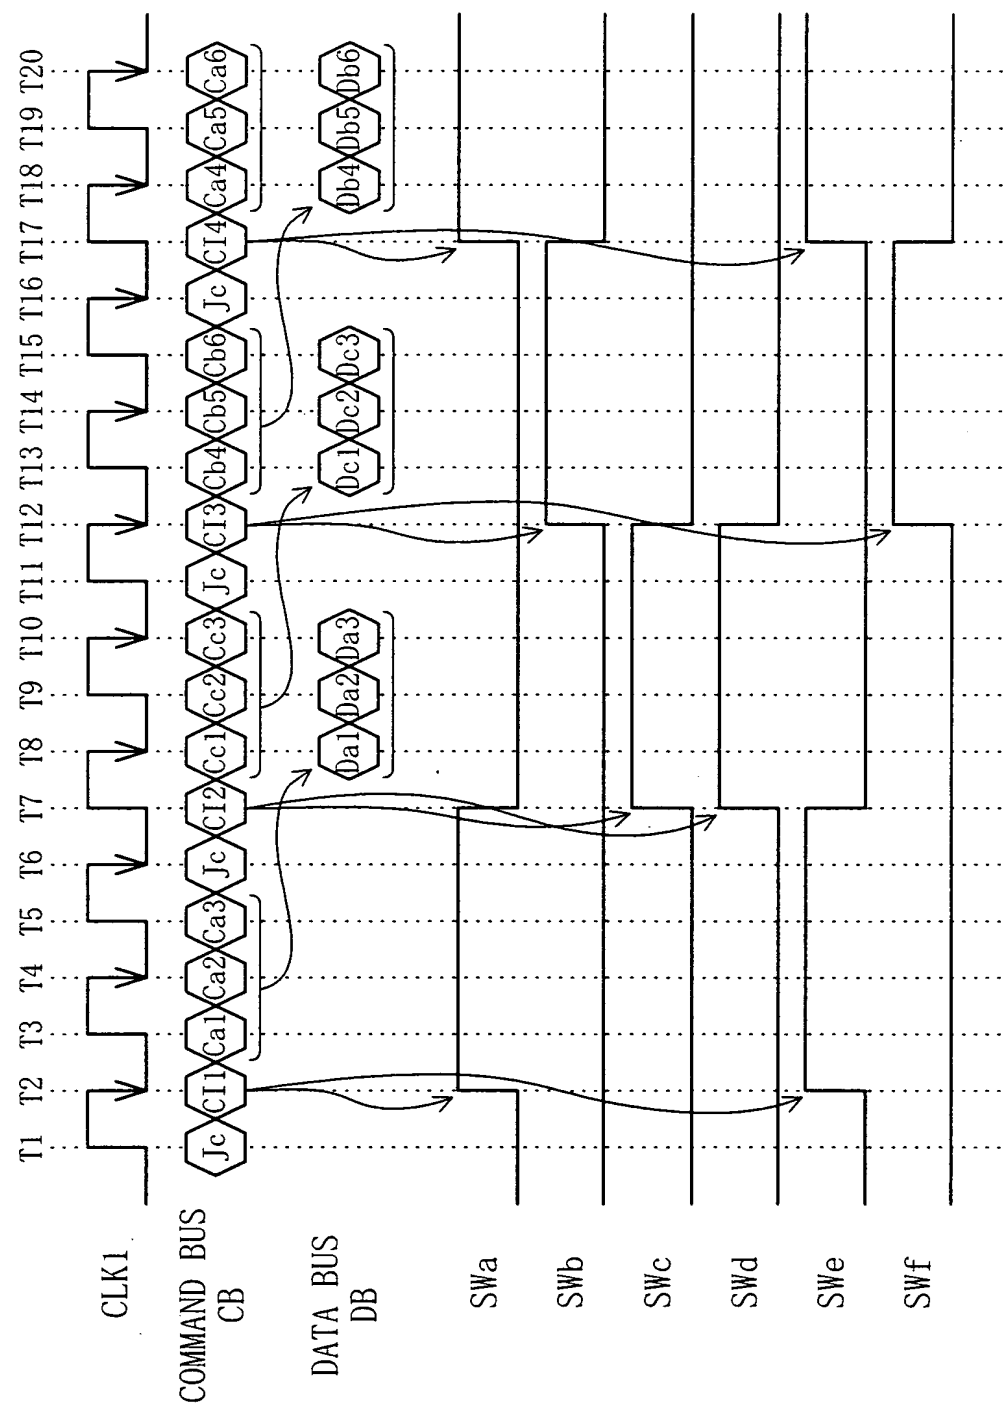 T1 T2 T3 T4 T5 T6 T7 T8 T9 T10 T11 T12 T13 T14 T15 T16 T17 T18 T19 T20
CLK1
COMMAND BUS
CB
Jc CI1 Ca1 Ca2 Ca3 Jc CI2 Cc1 Cc2 Cc3 Jc CI3 Cb4 Cb5 Cb6 Jc CI4 Ca4 Ca5 Ca6
DATA BUS
DB
Da1 Da2 Da3 Dc1 Dc2 Dc3 Db4 Db5 Db6
SWa
SWb
SWc
SWd
SWe
SWf